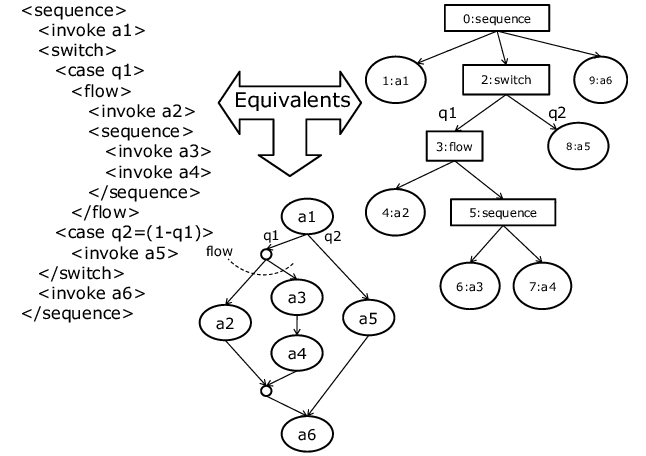 <sequence>
<invoke a1>
<switch>
<case q1>
<flow>
<invoke a2>
<sequence>
<invoke a3>
<invoke a4>
</sequence>
</flow>
<case q2=(1-q1)>
<invoke a5>
</switch>
<invoke a6>
</sequence>
Equivalents
0:sequence
1:a1
2:switch
9:a6
q1
q2
3:flow
8:a5
4:a2
5:sequence
6:a3
7:a4
a1
q1
q2
flow
a2
a3
a5
a4
a6